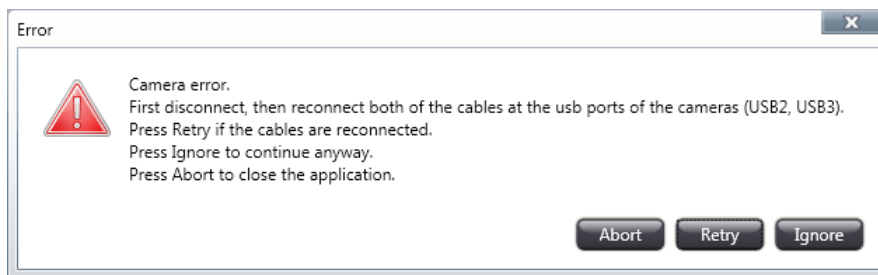 Error
Camera error.
First disconnect, then reconnect both of the cables at the usb ports of the cameras (USB2, USB3).
Press Retry if the cables are reconnected.
Press Ignore to continue anyway.
Press Abort to close the application.
Abort Retry Ignore